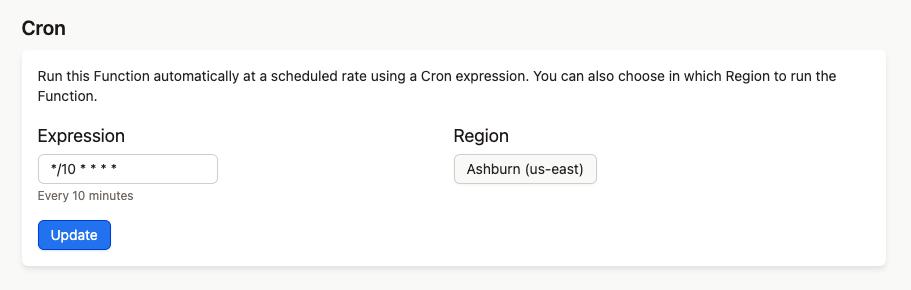 Cron
Run this Function automatically at a scheduled rate using a Cron expression. You can also choose in which Region to run the
Function.
Expression
Region
*/10 * * * *
Ashburn (us-east)
Every 10 minutes
Update